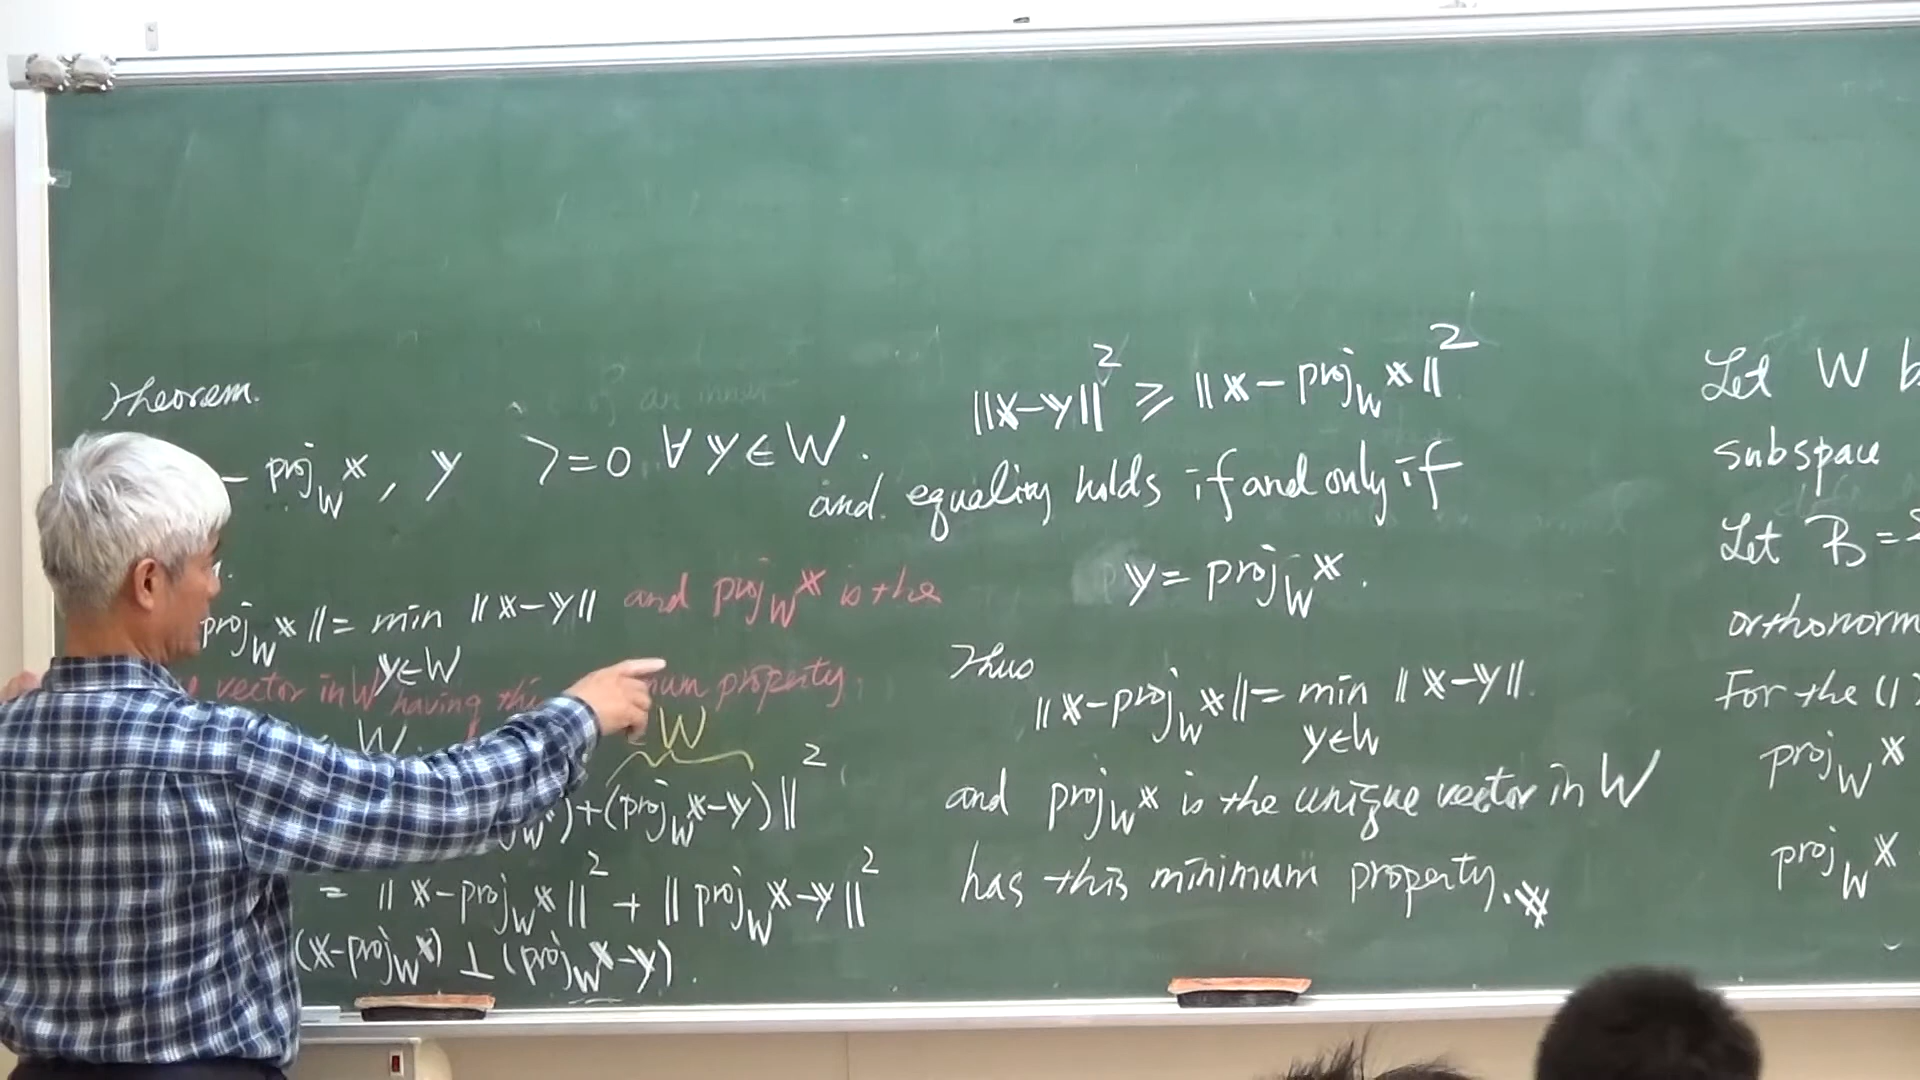 Theorem.
- proj_W x, y >=0 ∀ y ∈ W.
proj_W x ‖ = min ‖ x-y ‖ and proj_W x is the
y∈W
vector in W having this mum property.
W
W
)+(proj_W x-y)‖²
= ‖ x-proj_W x ‖² + ‖ proj_W x-y ‖²
(x-proj_W x) ⊥ (proj_W x-y).
‖x-y‖² ≥ ‖ x - proj_W x ‖²
and equality holds if and only if
y = proj_W x.
Thus
‖ x-proj_W x ‖ = min ‖ x-y ‖.
y∈W
and proj_W x is the unique vector in W
has this minimum property.
Let W b
subspace
Let B =
orthonorm
For the (1)
proj_W x
proj_W x